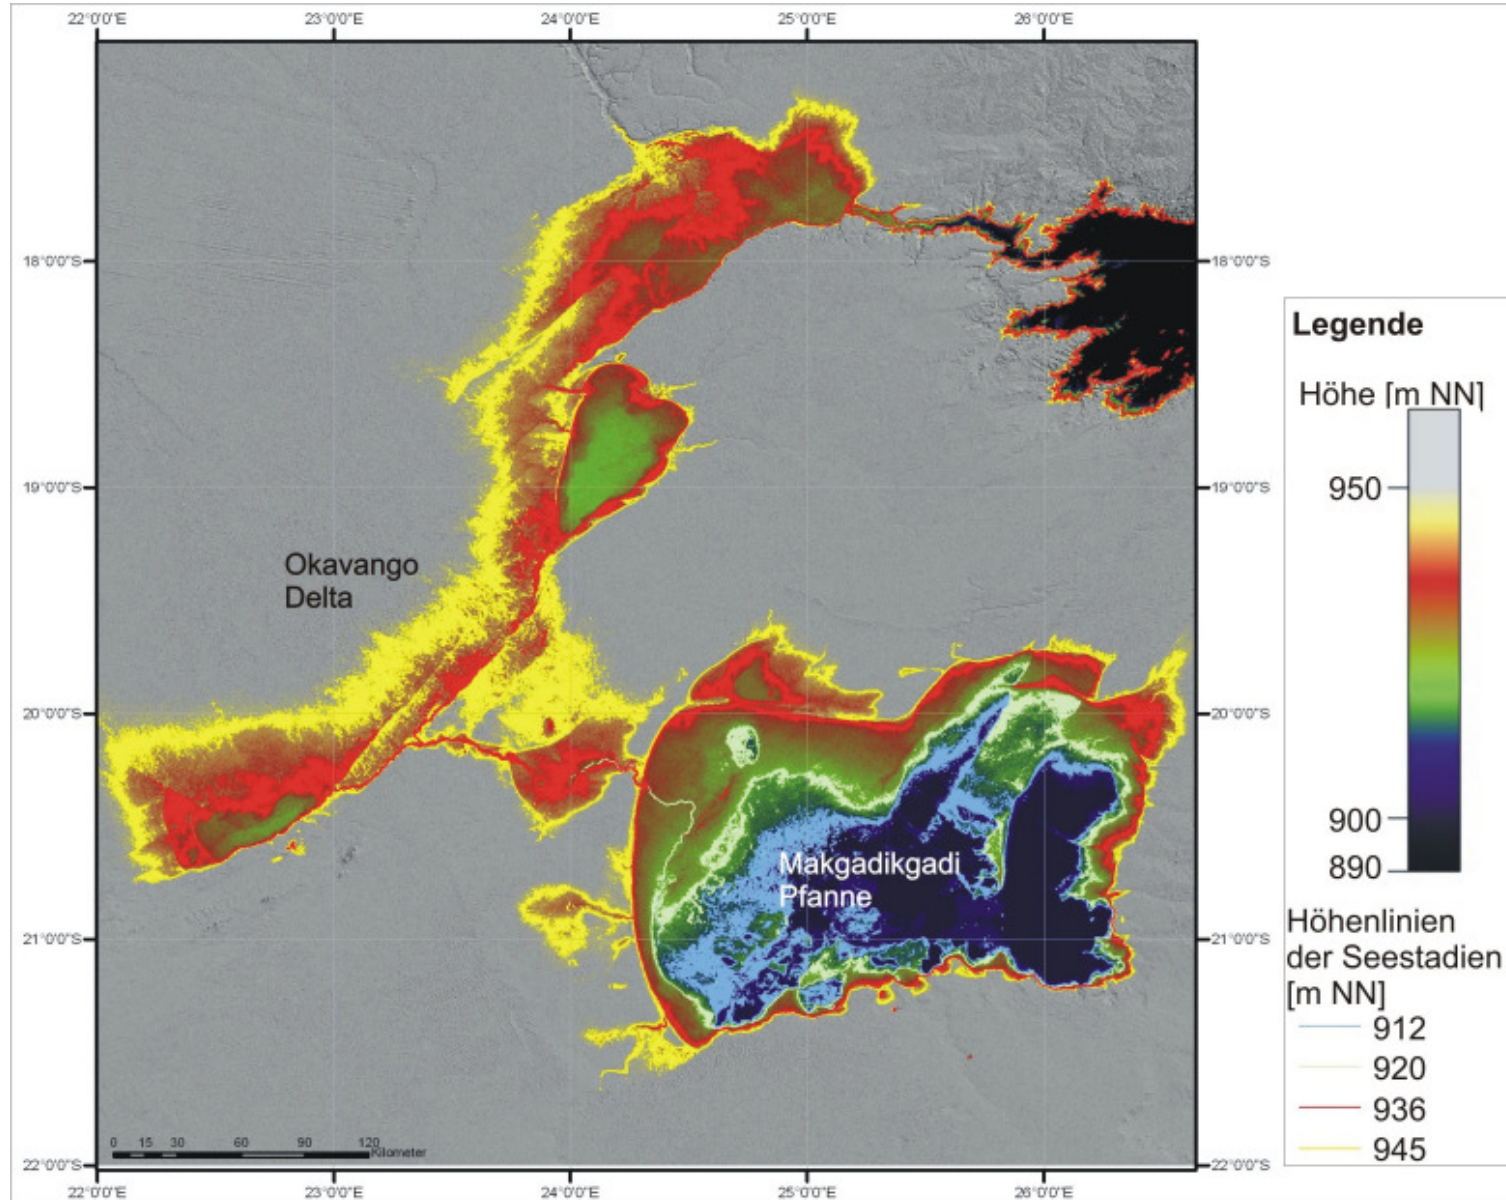 22°0'0"E 23°0'0"E 24°0'0"E 25°0'0"E 26°0'0"E
18°0'0"S 18°0'0"S
19°0'0"S 19°0'0"S
Okavango
Delta
20°0'0"S 20°0'0"S
Makgadikgadi
Pfanne
21°0'0"S 21°0'0"S
0 15 30 60 90 120
Kilometer
22°0'0"S 22°0'0"S
22°0'0"E 23°0'0"E 24°0'0"E 25°0'0"E 26°0'0"E
Legende
Höhe [m NN]
950
900
890
Höhenlinien
der Seestadien
[m NN]
912
920
936
945